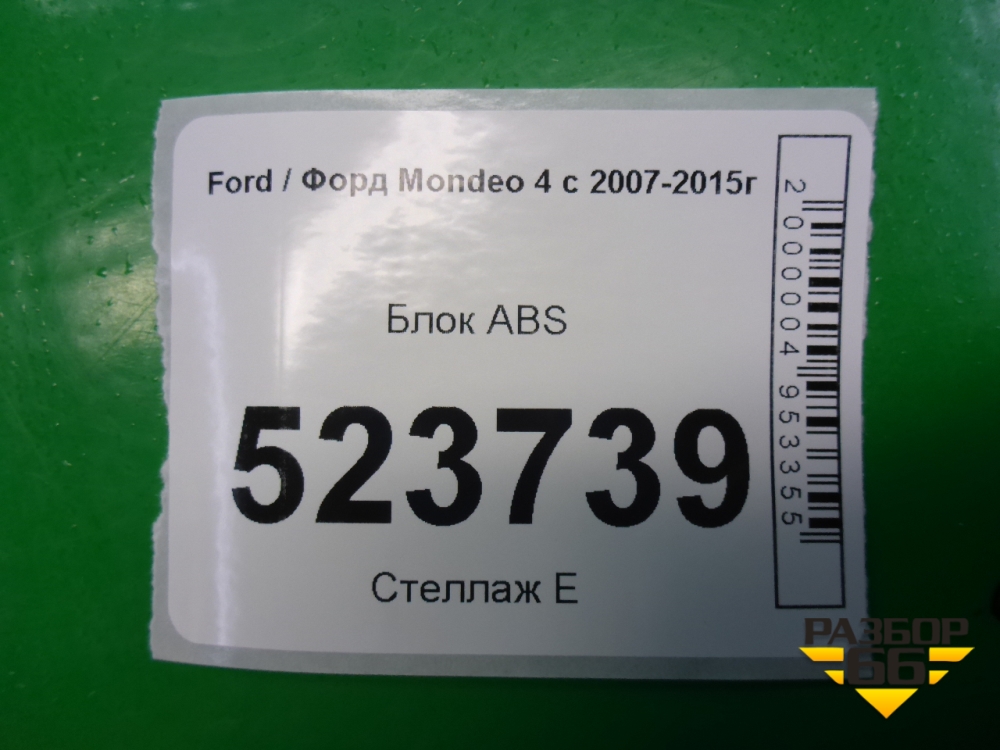 Ford / Форд Mondeo 4 с 2007-2015г
Блок ABS
523739
Стеллаж E
2000004953355
РАЗБОР
66